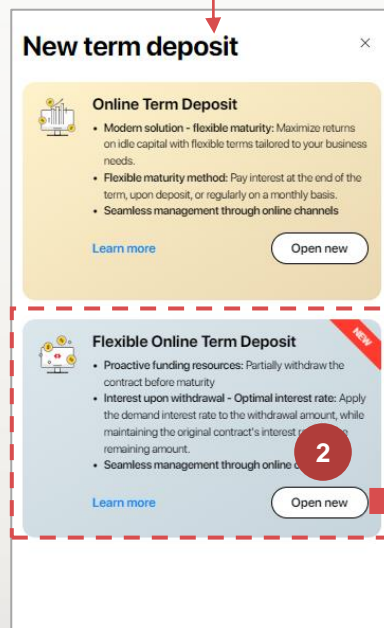 New term deposit
Online Term Deposit
• Modern solution - flexible maturity: Maximize returns
on idle capital with flexible terms tailored to your business
needs.
• Flexible maturity method: Pay interest at the end of the
term, upon deposit, or regularly on a monthly basis.
• Seamless management through online channels
Learn more
Open new
NEW
Flexible Online Term Deposit
• Proactive funding resources: Partially withdraw the
contract before maturity
• Interest upon withdrawal - Optimal interest rate: Apply
the demand interest rate to the withdrawal amount, while
maintaining the original contract's interest
remaining amount.
• Seamless management through online
2
Learn more
Open new